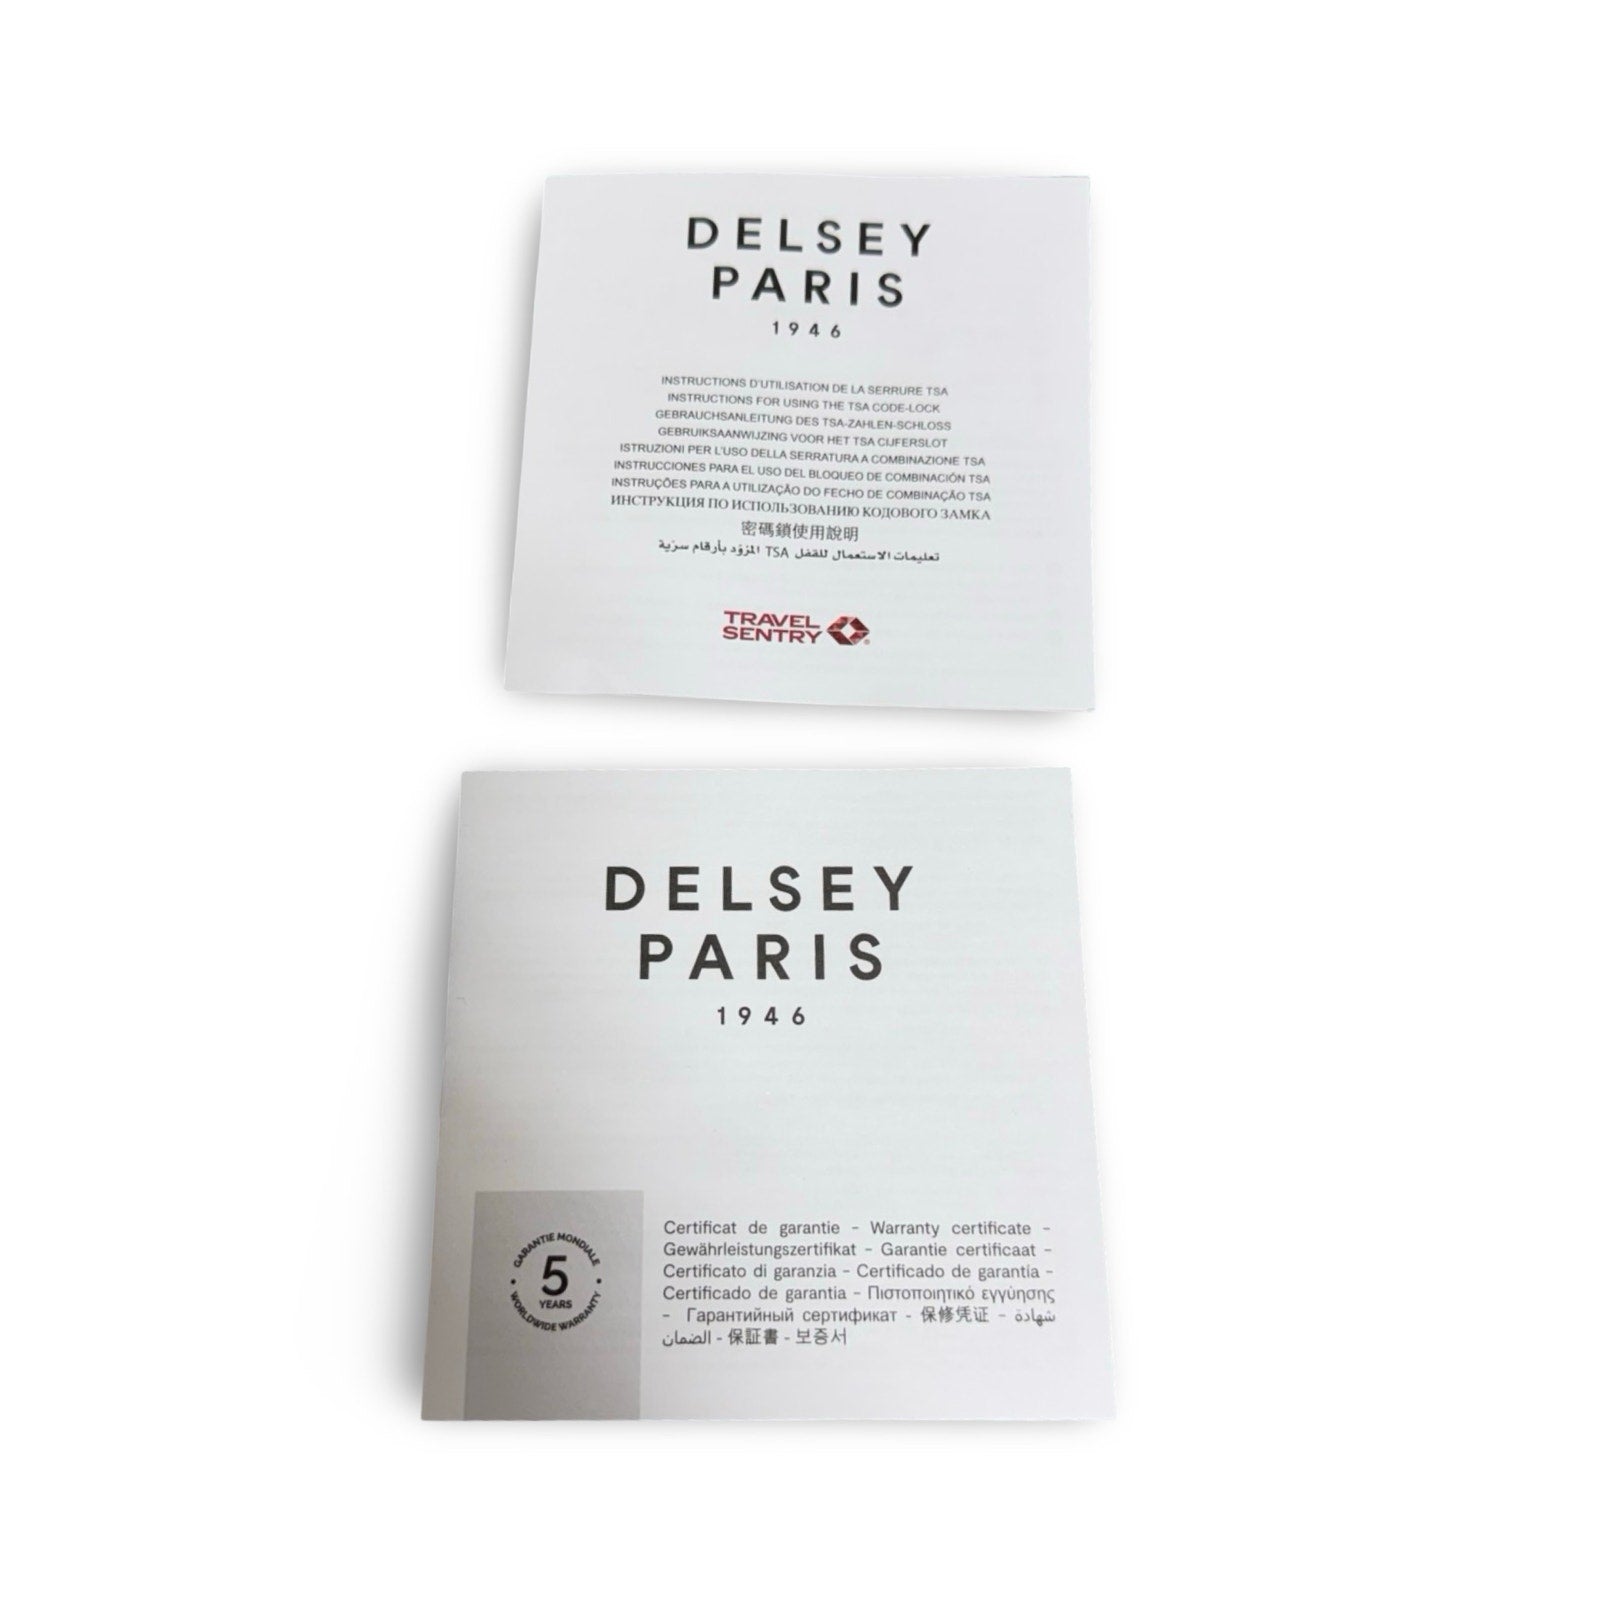 DELSEY
PARIS
1946
INSTRUCTIONS D'UTILISATION DE LA SERRURE TSA
INSTRUCTIONS FOR USING THE TSA CODE-LOCK
GEBRAUCHSANLEITUNG DES TSA-ZAHLEN-SCHLOSS
GEBRUIKSAANWIJZING VOOR HET TSA CIJFERSLOT
ISTRUZIONI PER L'USO DELLA SERRATURA A COMBINAZIONE TSA
INSTRUCCIONES PARA EL USO DEL BLOQUEO DE COMBINACIÓN TSA
INSTRUÇÕES PARA A UTILIZAÇÃO DO FECHO DE COMBINAÇÃO TSA
ИНСТРУКЦИЯ ПО ИСПОЛЬЗОВАНИЮ КОДОВОГО ЗАМКА
密碼鎖使用說明
تعليمات الاستعمال للقفل TSA المزوّد بأرقام سرّية
TRAVEL
SENTRY
DELSEY
PARIS
1946
GARANTIE MONDIALE
5
YEARS
WORLDWIDE WARRANTY
Certificat de garantie – Warranty certificate –
Gewährleistungszertifikat – Garantie certificaat –
Certificato di garanzia – Certificado de garantía –
Certificado de garantia – Πιστοποιητικό εγγύησης
– Гарантийный сертификат - 保修凭证 – شهادة
الضمان - 保証書 - 보증서